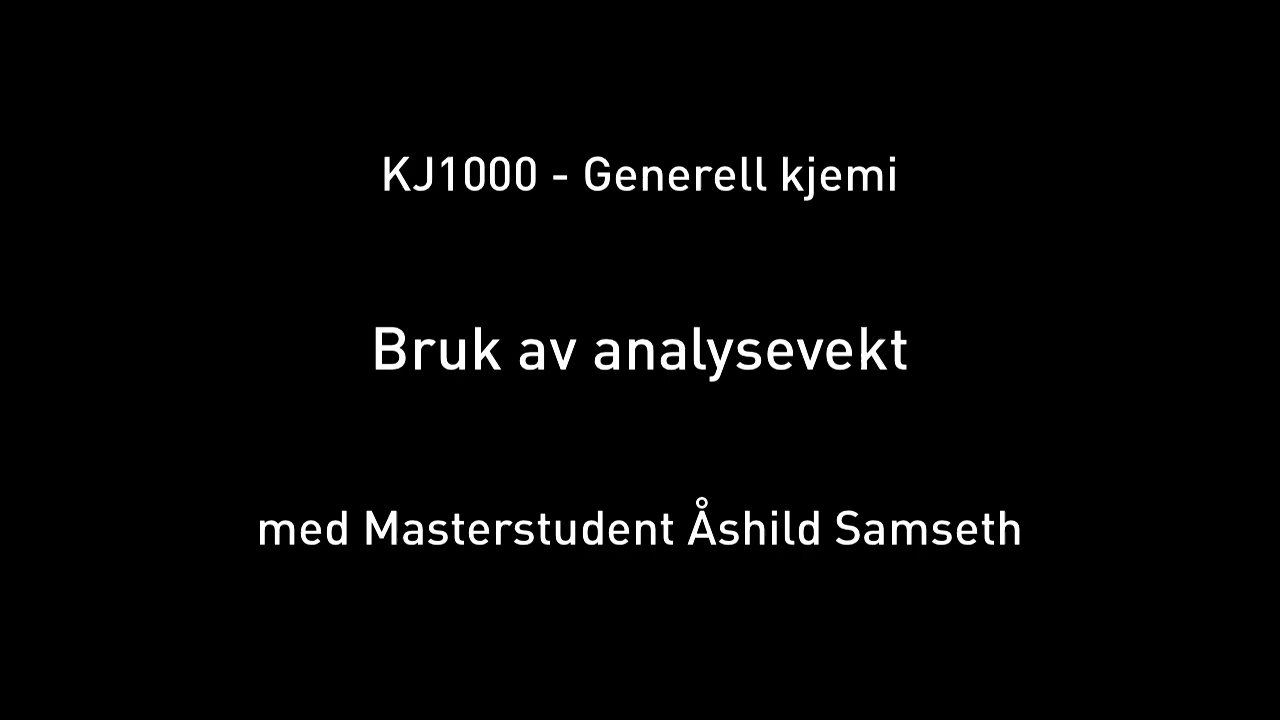 KJ1000 - Generell kjemi
Bruk av analysevekt
med Masterstudent Åshild Samseth